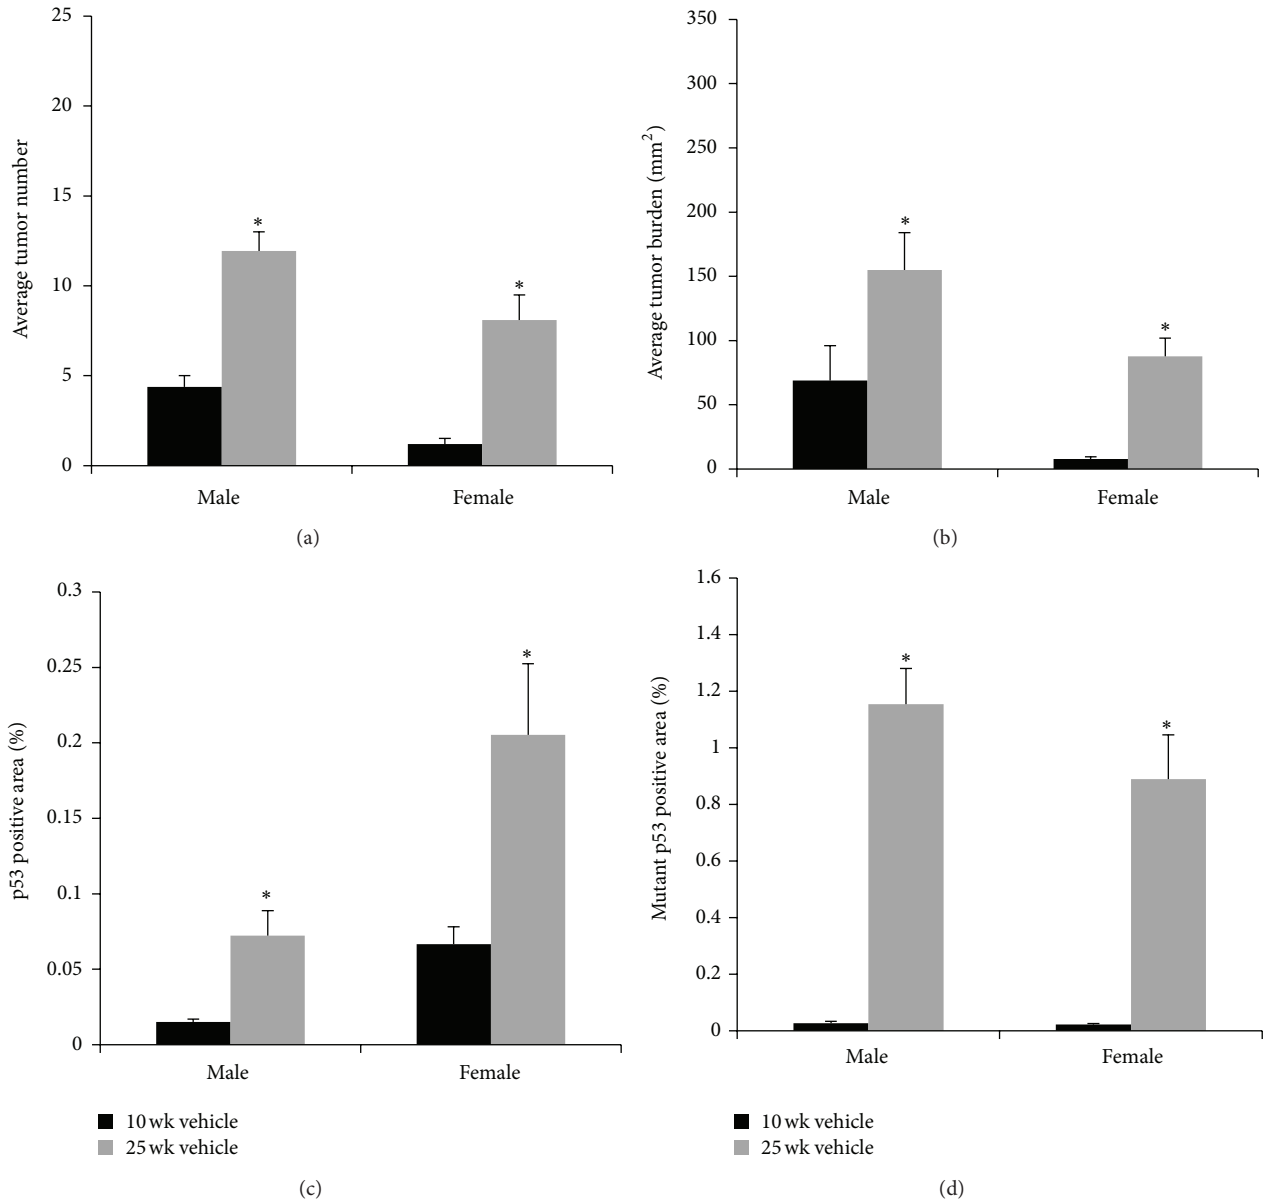 25
20
15
10
5
0
Average tumor number
*
*
Male
Female
(a)
350
300
250
200
150
100
50
0
Average tumor burden (mm²)
*
*
Male
Female
(b)
0.3
0.25
0.2
0.15
0.1
0.05
0
p53 positive area (%)
*
*
Male
Female
10 wk vehicle
25 wk vehicle
(c)
1.6
1.4
1.2
1
0.8
0.6
0.4
0.2
0
Mutant p53 positive area (%)
*
*
Male
Female
10 wk vehicle
25 wk vehicle
(d)